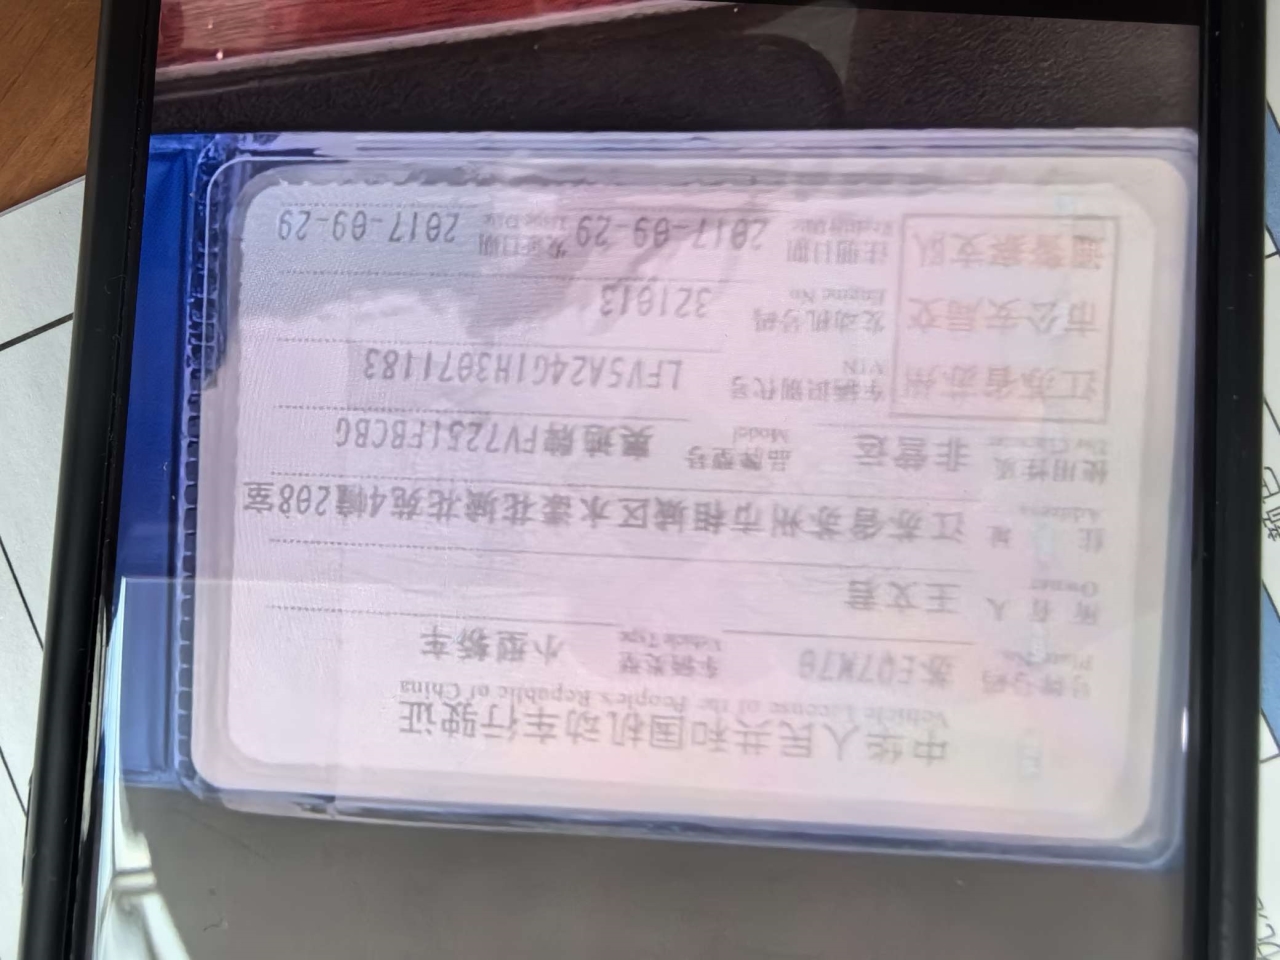 中华人民共和国机动车行驶证
Vehicle License of the People's Republic of China
号牌号码 苏EQ7M70 车辆类型 小型轿车
Plate No. Vehicle Type
所有人 王文君
Owner
住址 江苏省苏州市相城区水漾花城花苑4幢208室
Address
使用性质 非营运 品牌型号 奥迪牌FV7251FBCBG
Use Character Model
江苏省苏州市公安局交通警察支队
车辆识别代号 LFV5A24G1H3071183
VIN
发动机号码 321013
Engine No.
注册日期 2017-09-29 发证日期 2017-09-29
Register Date Issue Date